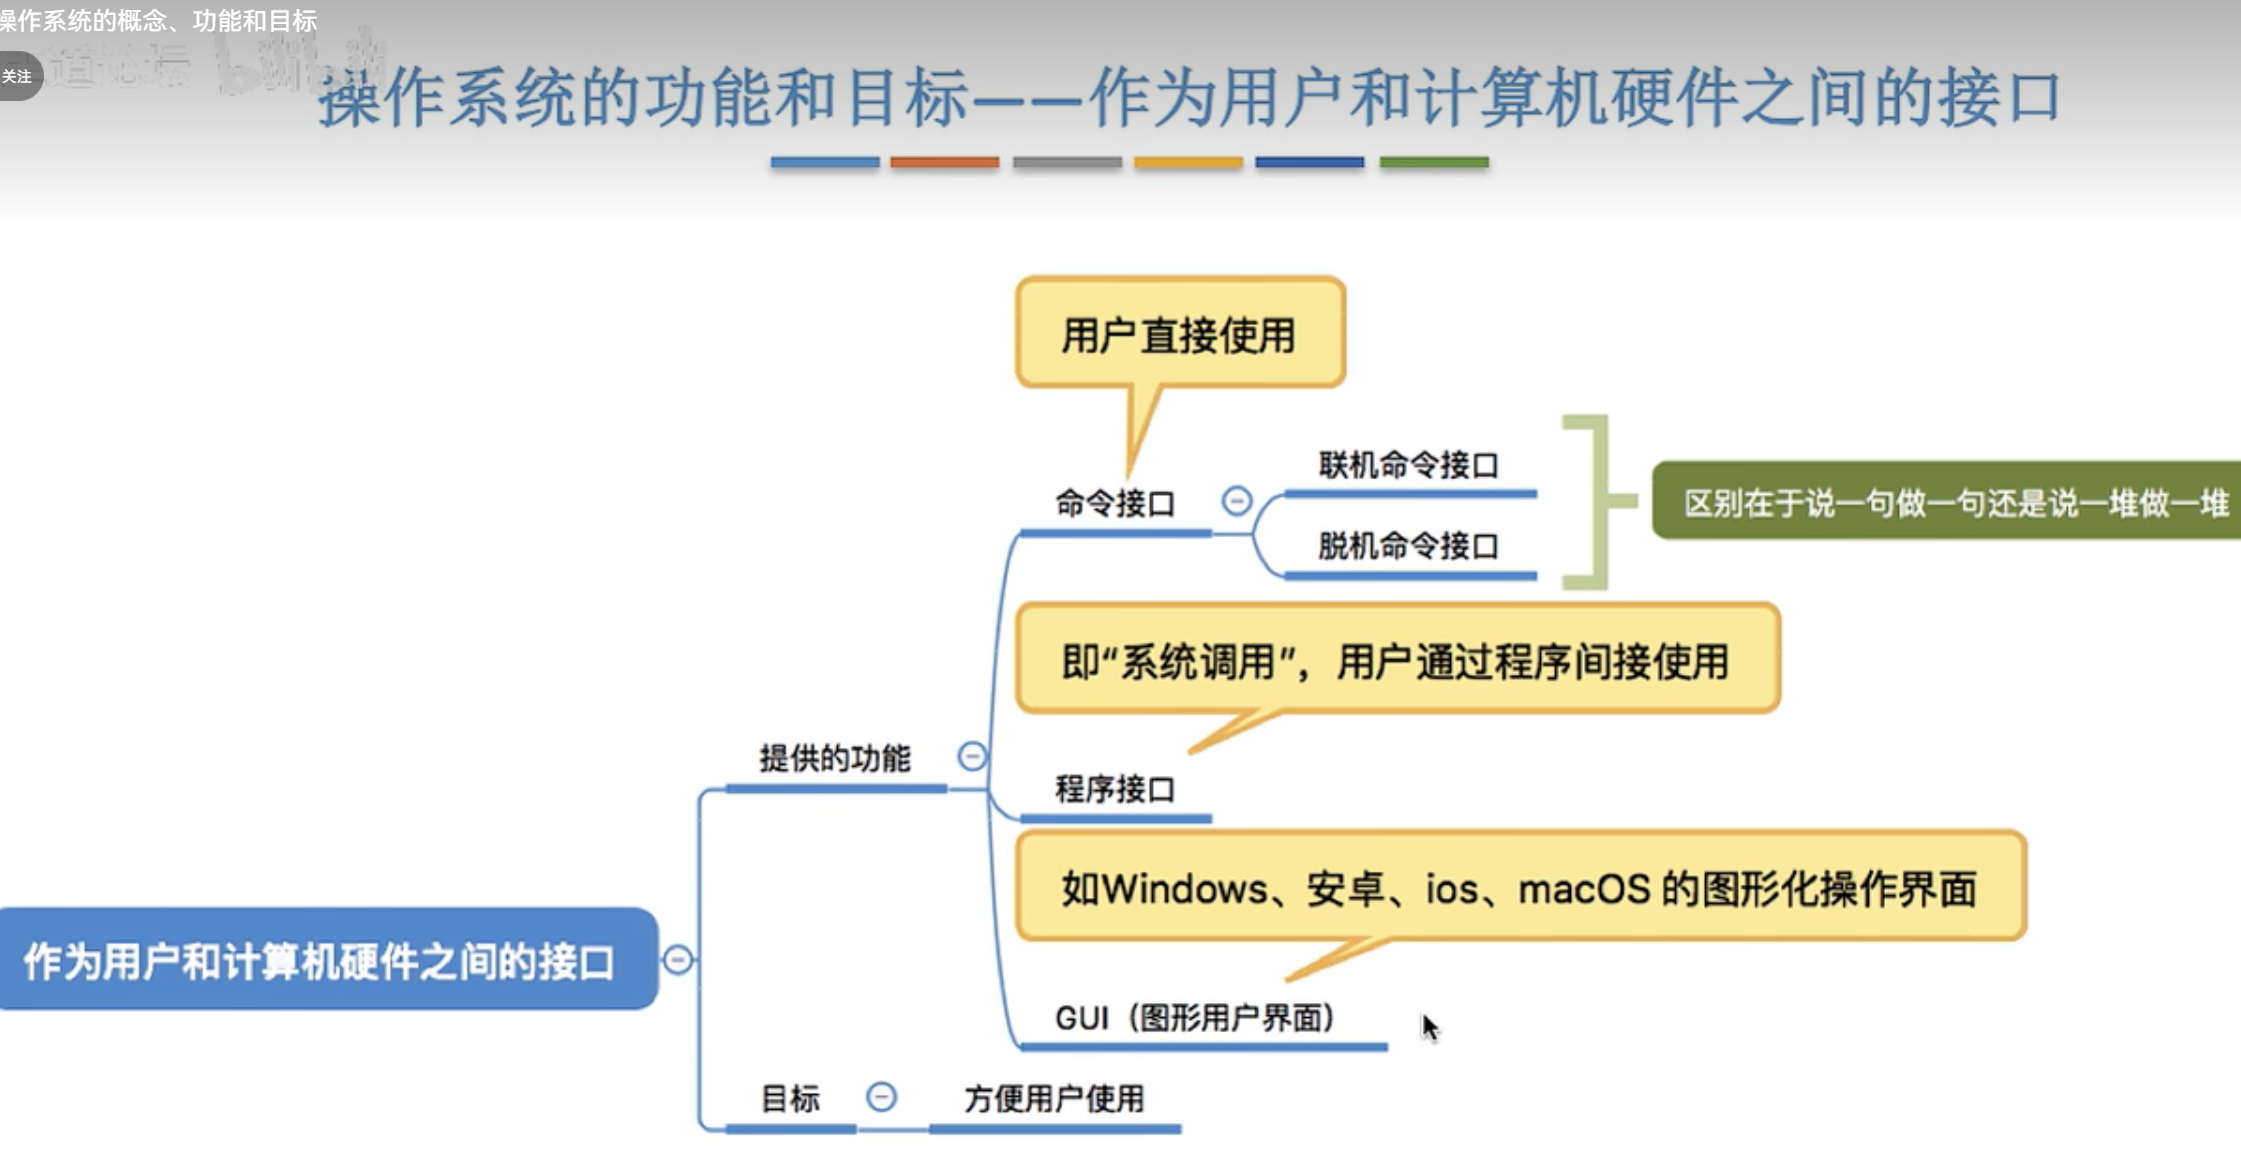 操作系统的概念、功能和目标
关注
操作系统的功能和目标——作为用户和计算机硬件之间的接口
用户直接使用
联机命令接口
命令接口
区别在于说一句做一句还是说一堆做一堆
脱机命令接口
即“系统调用”，用户通过程序间接使用
提供的功能
程序接口
如Windows、安卓、ios、macOS 的图形化操作界面
作为用户和计算机硬件之间的接口
GUI（图形用户界面）
目标
方便用户使用